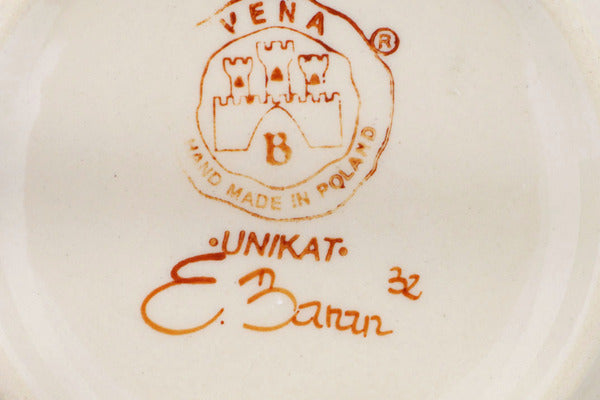 VENA
®
B
HAND MADE IN POLAND
·UNIKAT·
E. Baran 32